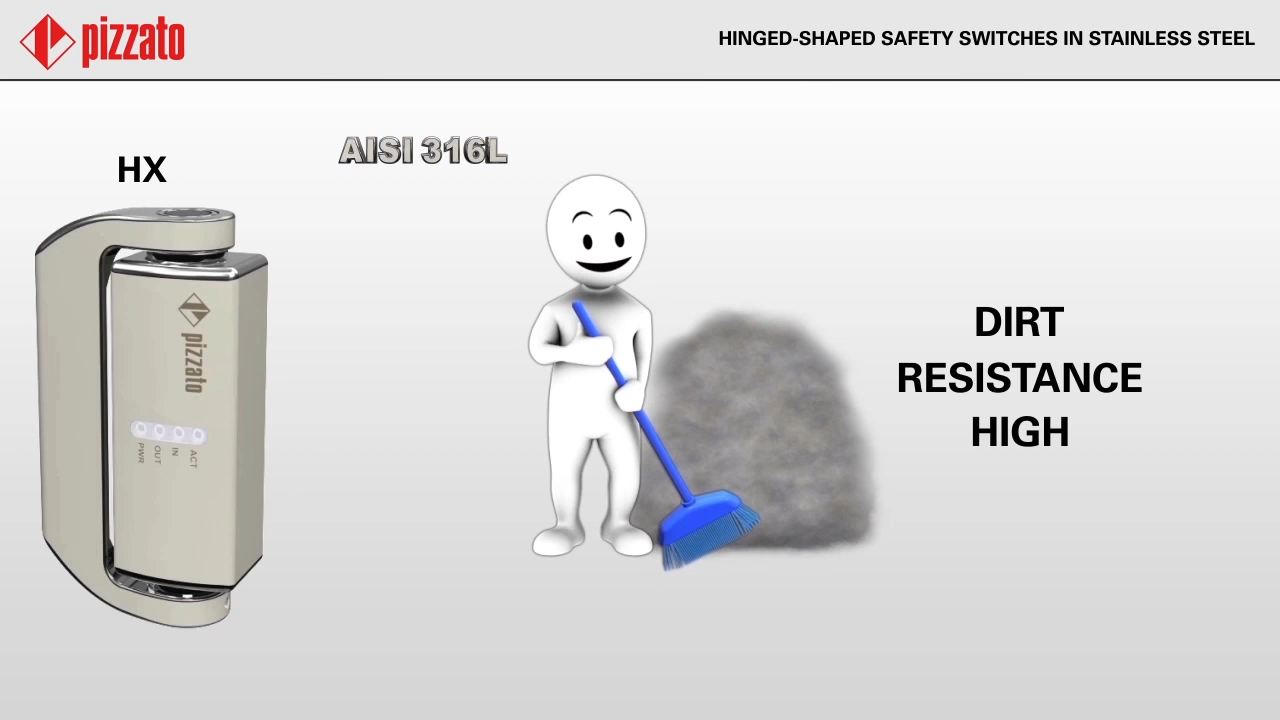 pizzato
HINGED-SHAPED SAFETY SWITCHES IN STAINLESS STEEL
HX
AISI 316L
pizzato
PWR
OUT
IN
ACT
DIRT
RESISTANCE
HIGH